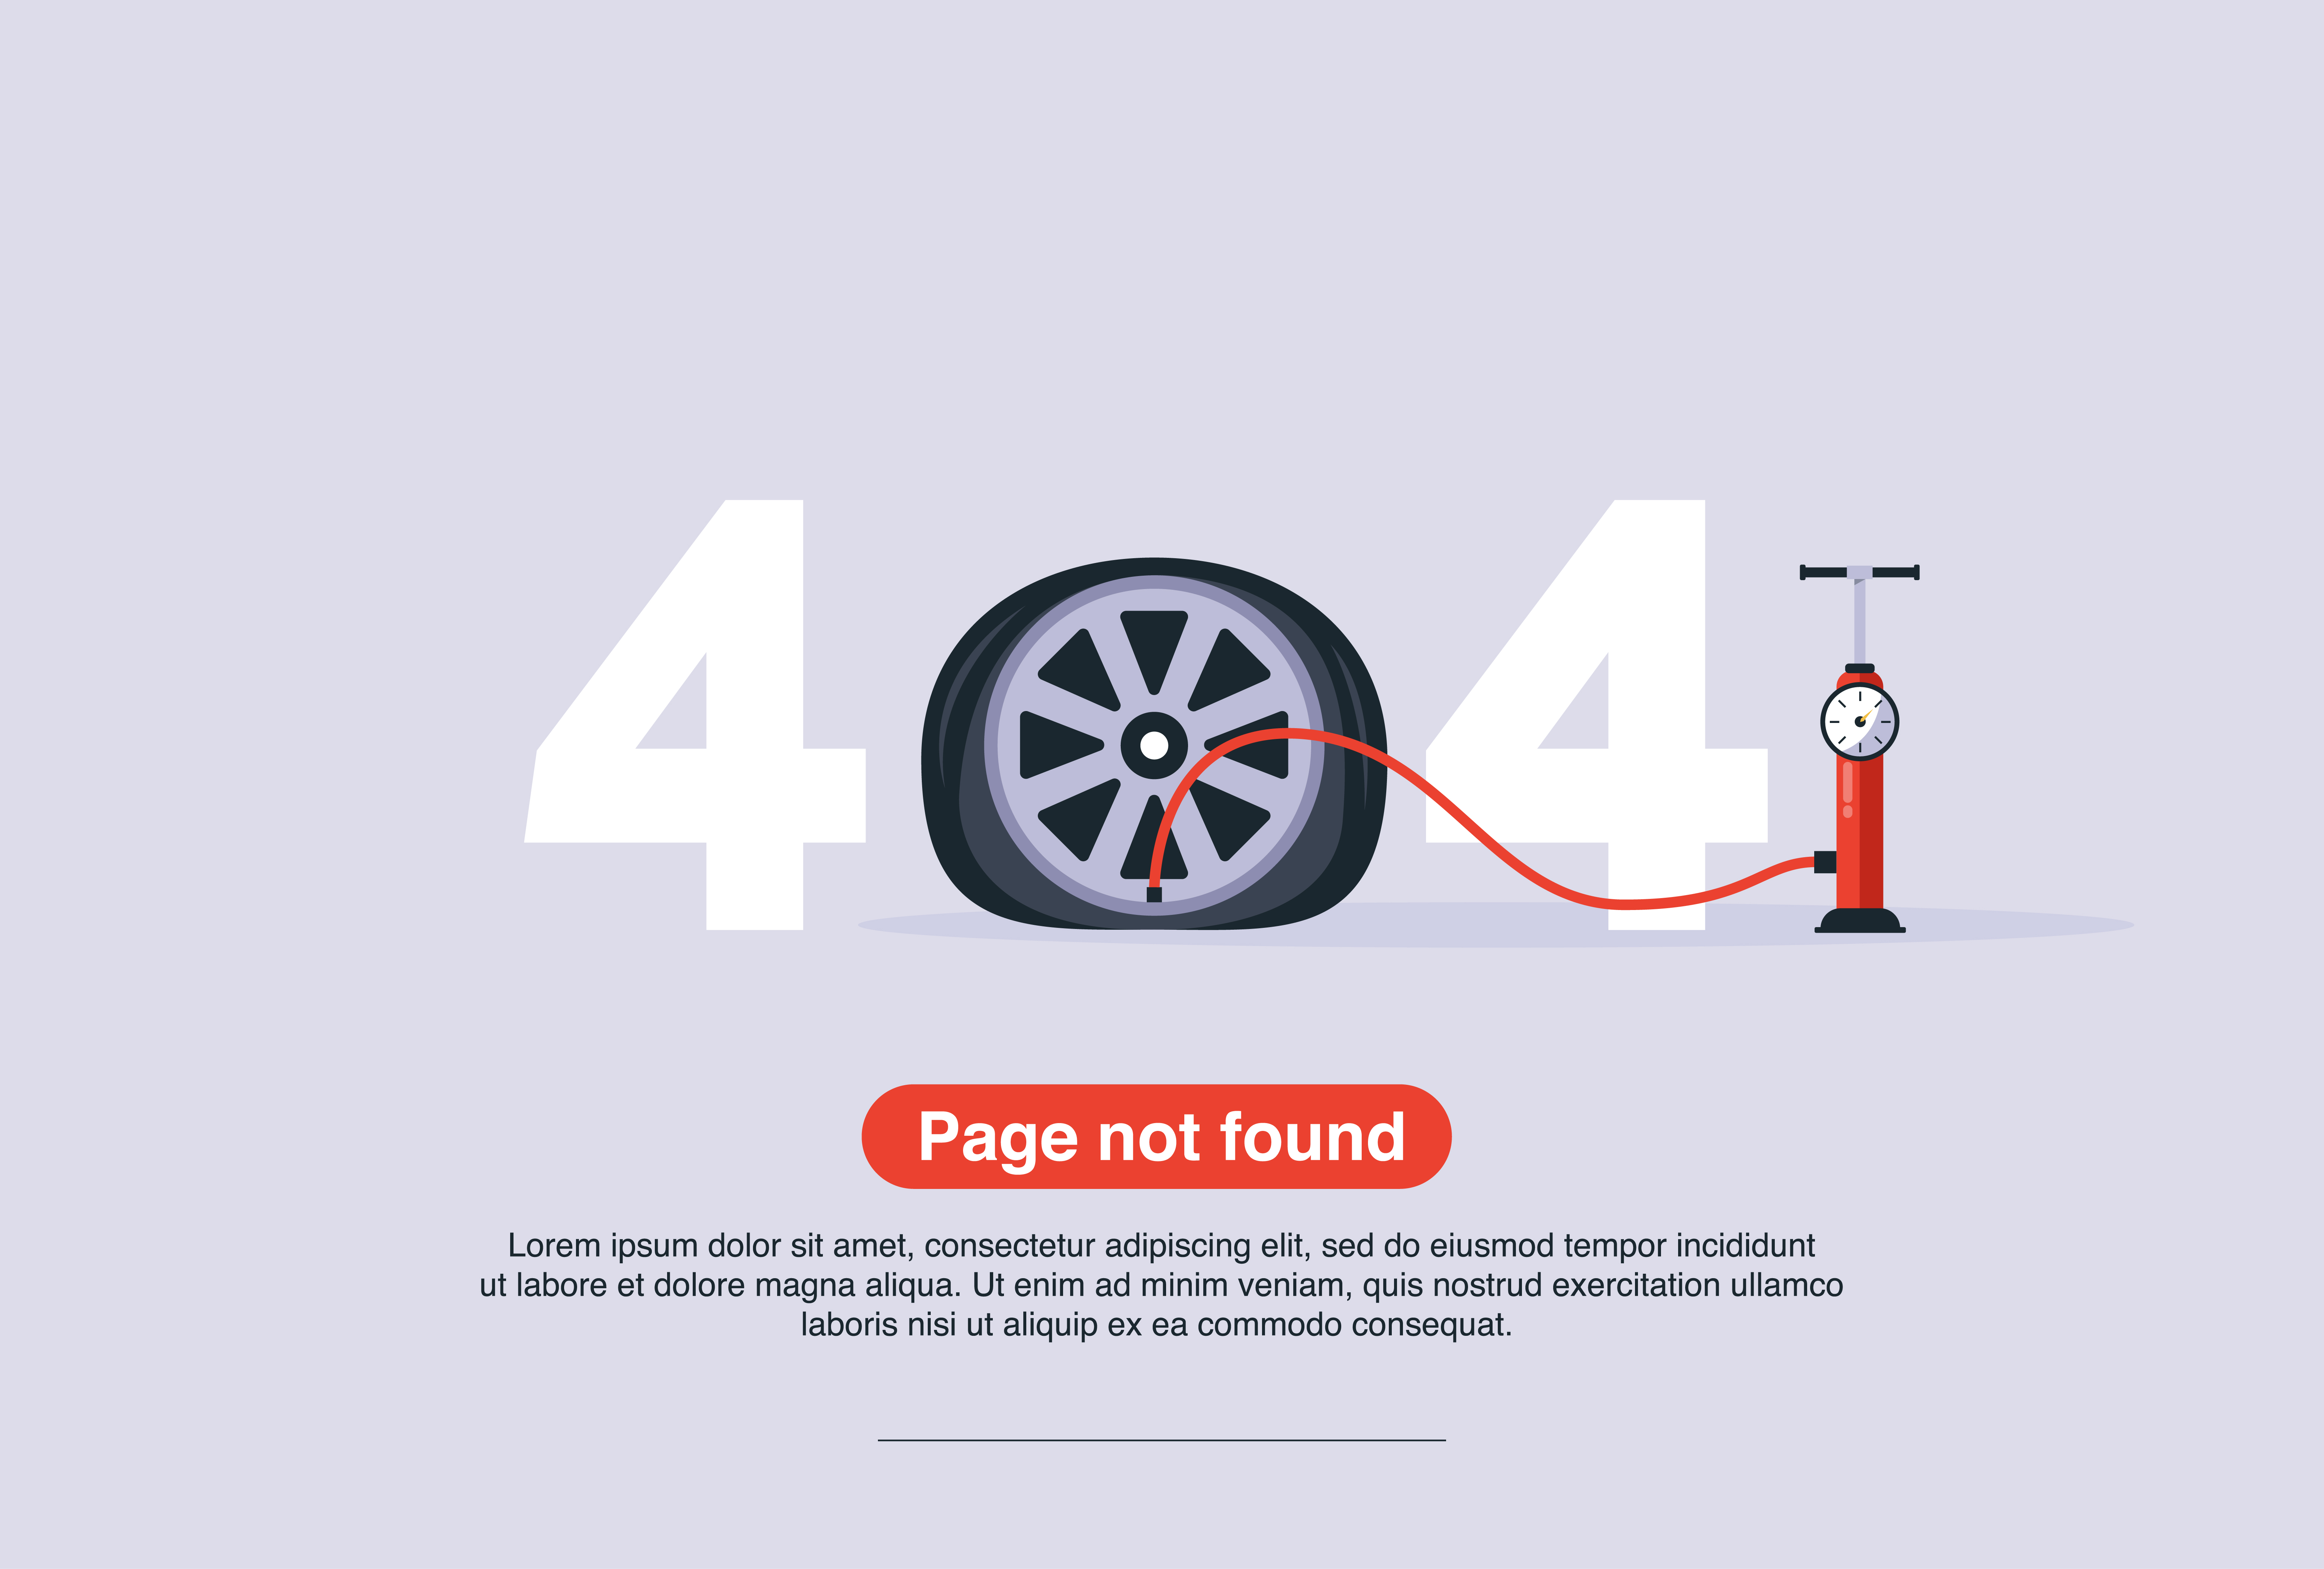 404
Page not found
Lorem ipsum dolor sit amet, consectetur adipiscing elit, sed do eiusmod tempor incididunt
ut labore et dolore magna aliqua. Ut enim ad minim veniam, quis nostrud exercitation ullamco
laboris nisi ut aliquip ex ea commodo consequat.